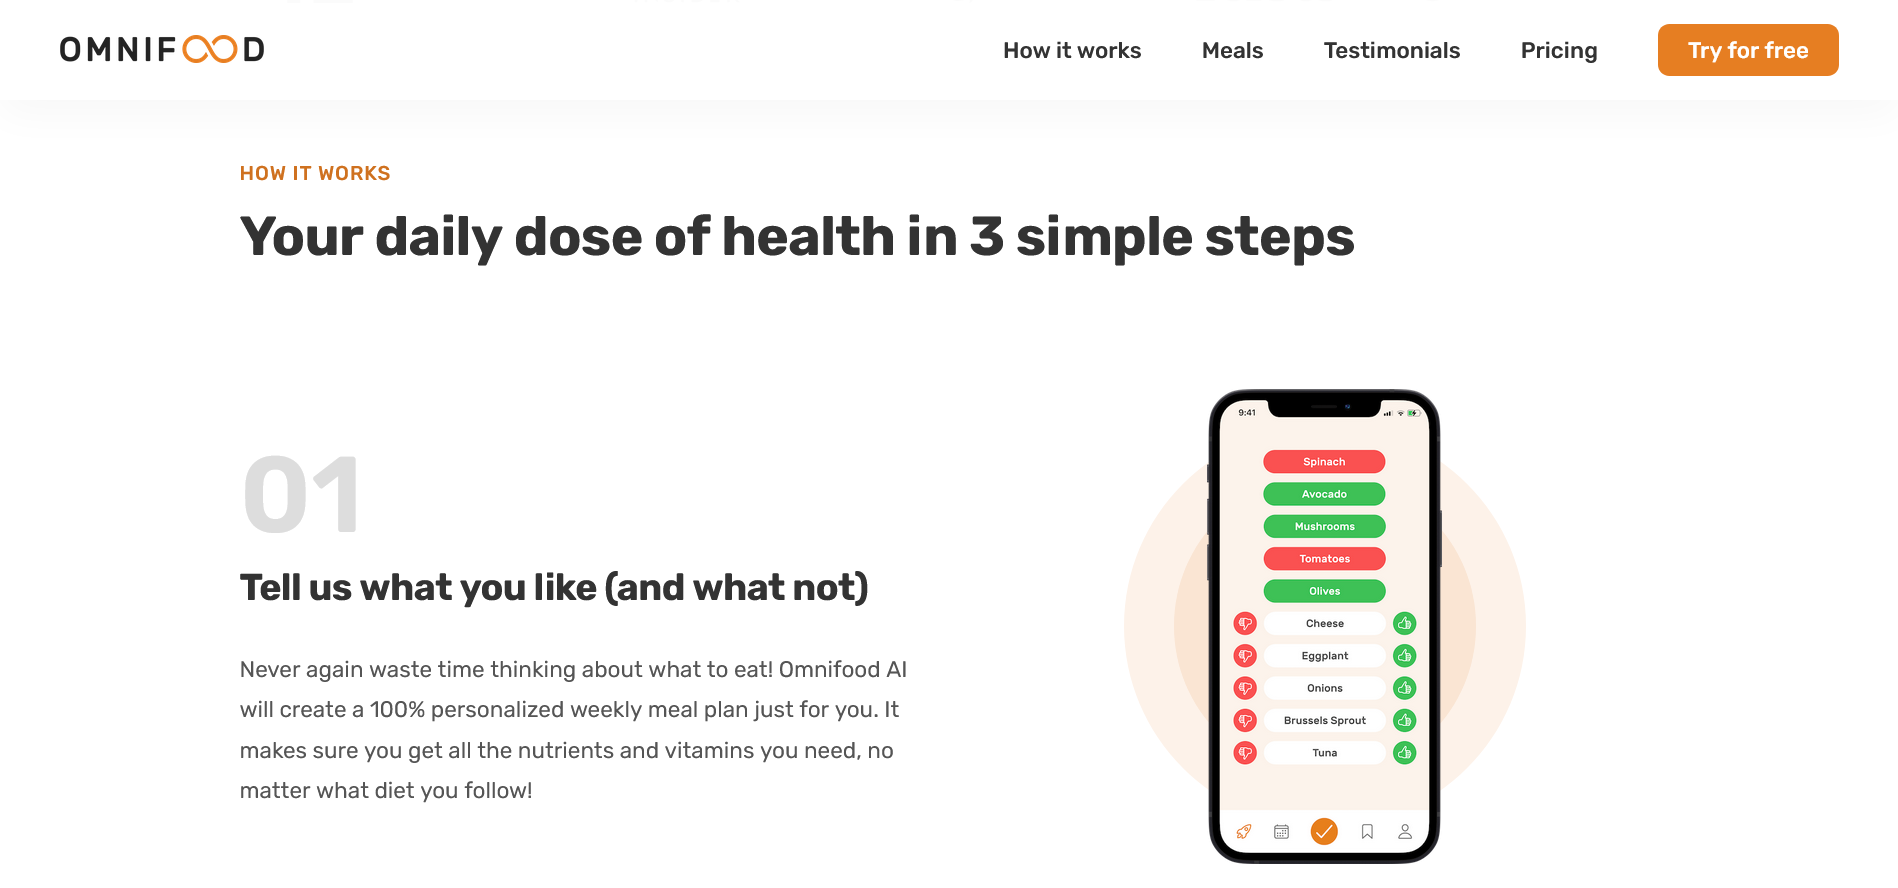 OMNIFOOD
How it works Meals Testimonials Pricing Try for free
HOW IT WORKS
Your daily dose of health in 3 simple steps
01
Tell us what you like (and what not)
Never again waste time thinking about what to eat! Omnifood AI
will create a 100% personalized weekly meal plan just for you. It
makes sure you get all the nutrients and vitamins you need, no
matter what diet you follow!
9:41
Spinach
Avocado
Mushrooms
Tomatoes
Olives
Cheese
Eggplant
Onions
Brussels Sprout
Tuna